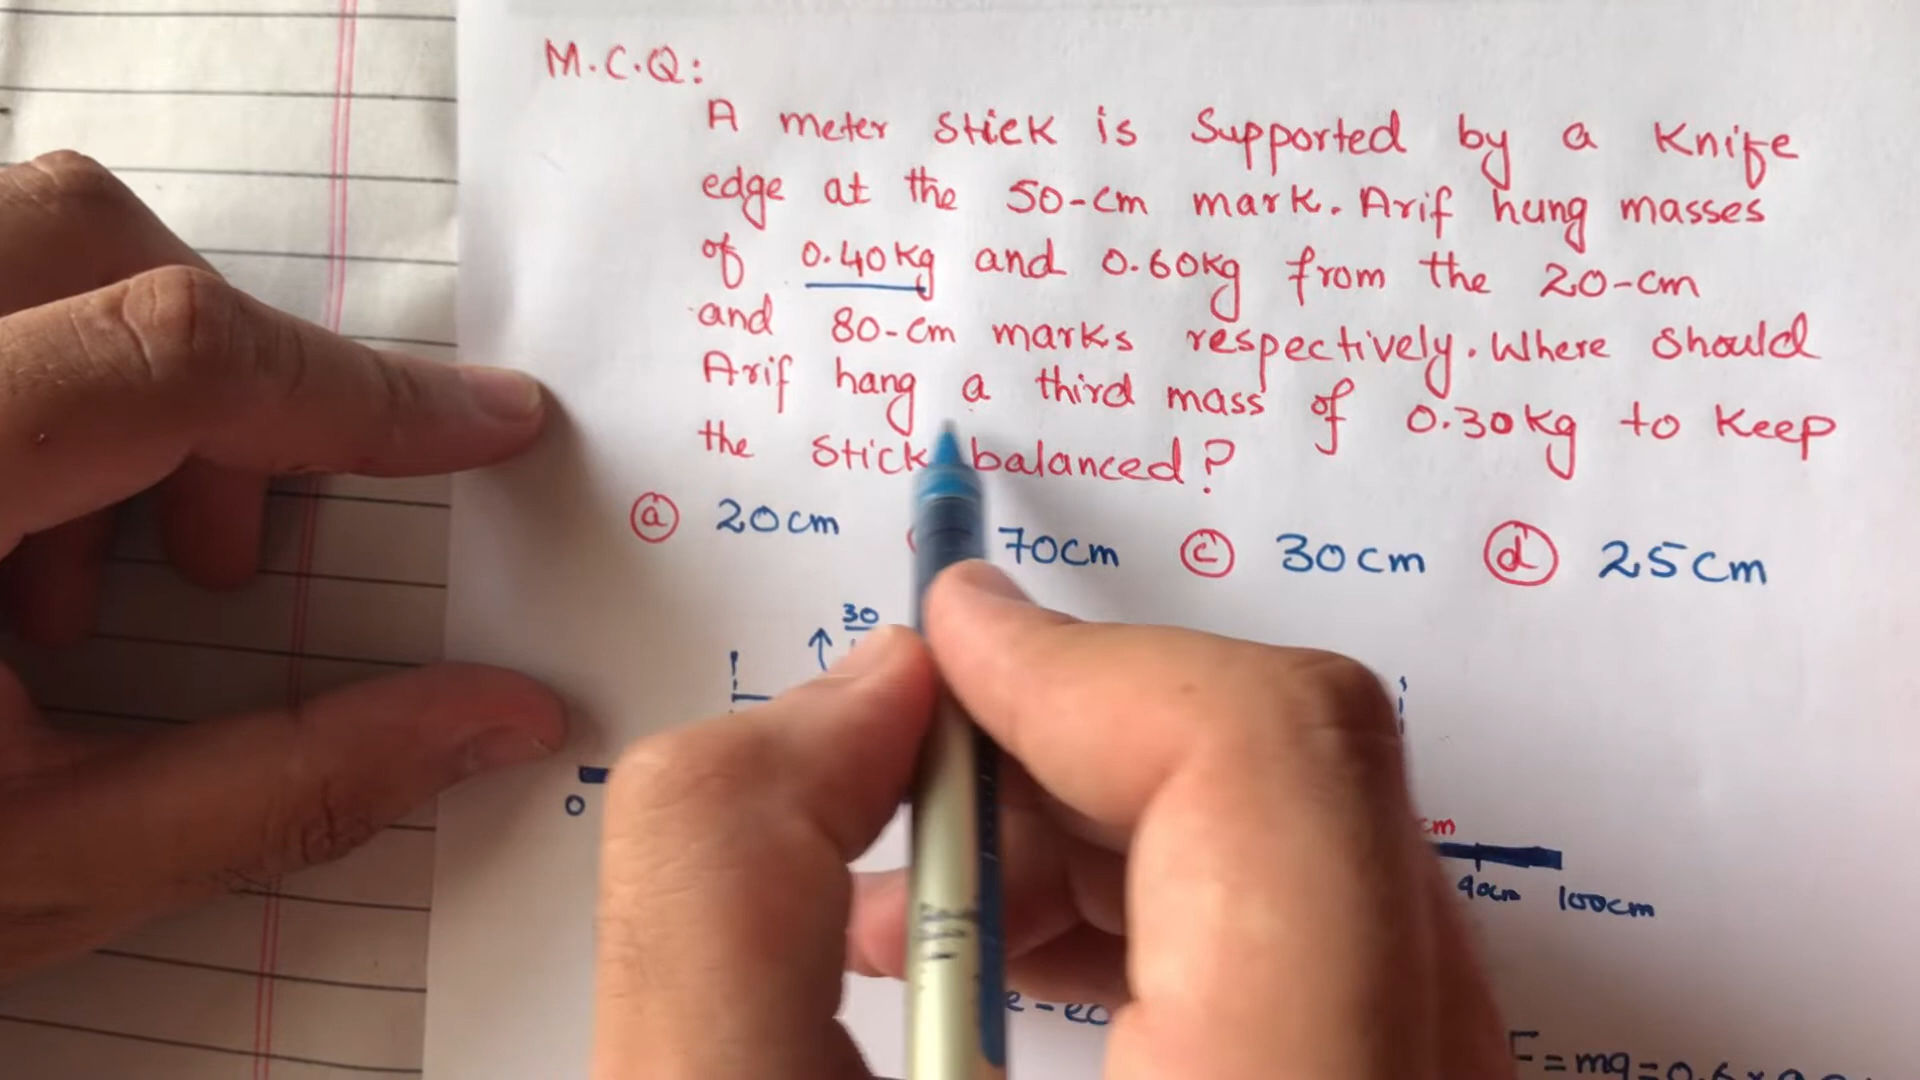 M.C.Q:
A meter stick is supported by a knife
edge at the 50-cm mark. Arif hung masses
of 0.40kg and 0.60kg from the 20-cm
and 80-cm marks respectively. Where should
Arif hang a third mass of 0.30kg to keep
the stick balanced?
ⓐ 20cm 70cm ⓒ 30cm ⓓ 25cm
30
0
cm
90cm 100cm
F=mg=0.6×